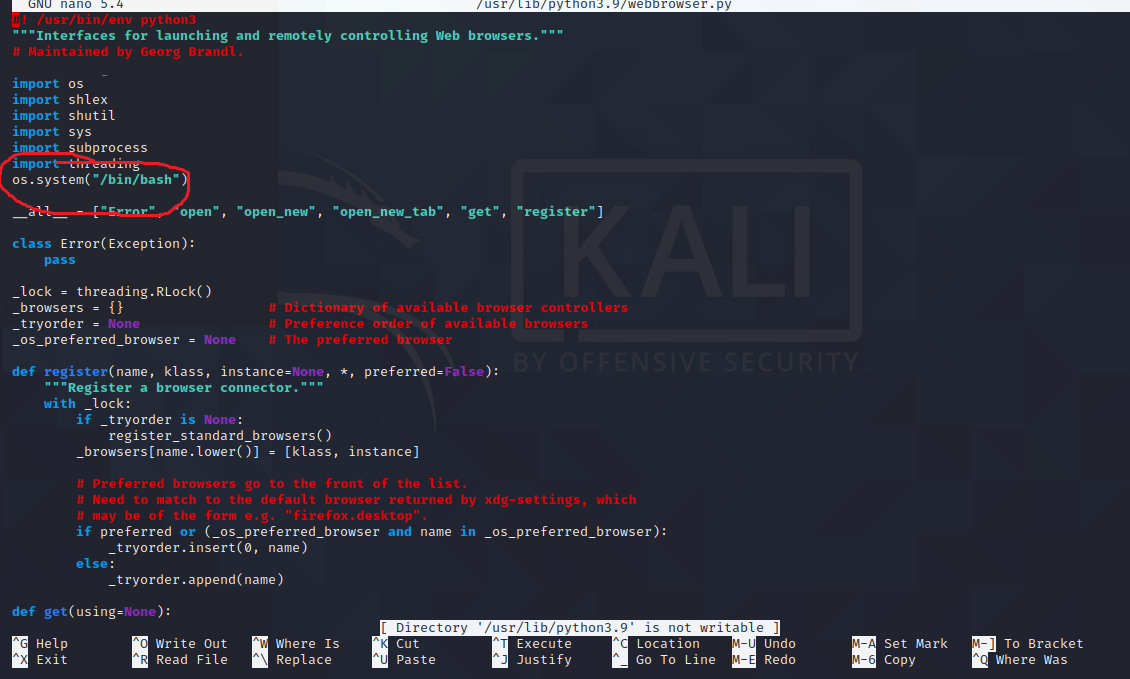 GNU nano 5.4 /usr/lib/python3.9/webbrowser.py
#! /usr/bin/env python3
"""Interfaces for launching and remotely controlling Web browsers."""
# Maintained by Georg Brandl.
import os
import shlex
import shutil
import sys
import subprocess
import threading
os.system("/bin/bash")
__all__ = ["Error", "open", "open_new", "open_new_tab", "get", "register"]
class Error(Exception):
    pass
_lock = threading.RLock()
_browsers = {}                  # Dictionary of available browser controllers
_tryorder = None                # Preference order of available browsers
_os_preferred_browser = None    # The preferred browser
def register(name, klass, instance=None, *, preferred=False):
    """Register a browser connector."""
    with _lock:
        if _tryorder is None:
            register_standard_browsers()
        _browsers[name.lower()] = [klass, instance]
        # Preferred browsers go to the front of the list.
        # Need to match to the default browser returned by xdg-settings, which
        # may be of the form e.g. "firefox.desktop".
        if preferred or (_os_preferred_browser and name in _os_preferred_browser):
            _tryorder.insert(0, name)
        else:
            _tryorder.append(name)
def get(using=None):
KALI
BY OFFENSIVE SECURITY
[ Directory '/usr/lib/python3.9' is not writable ]
^G Help ^O Write Out ^W Where Is ^K Cut ^T Execute ^C Location M-U Undo M-A Set Mark M-] To Bracket
^X Exit ^R Read File ^\ Replace ^U Paste ^J Justify ^_ Go To Line M-E Redo M-6 Copy ^Q Where Was